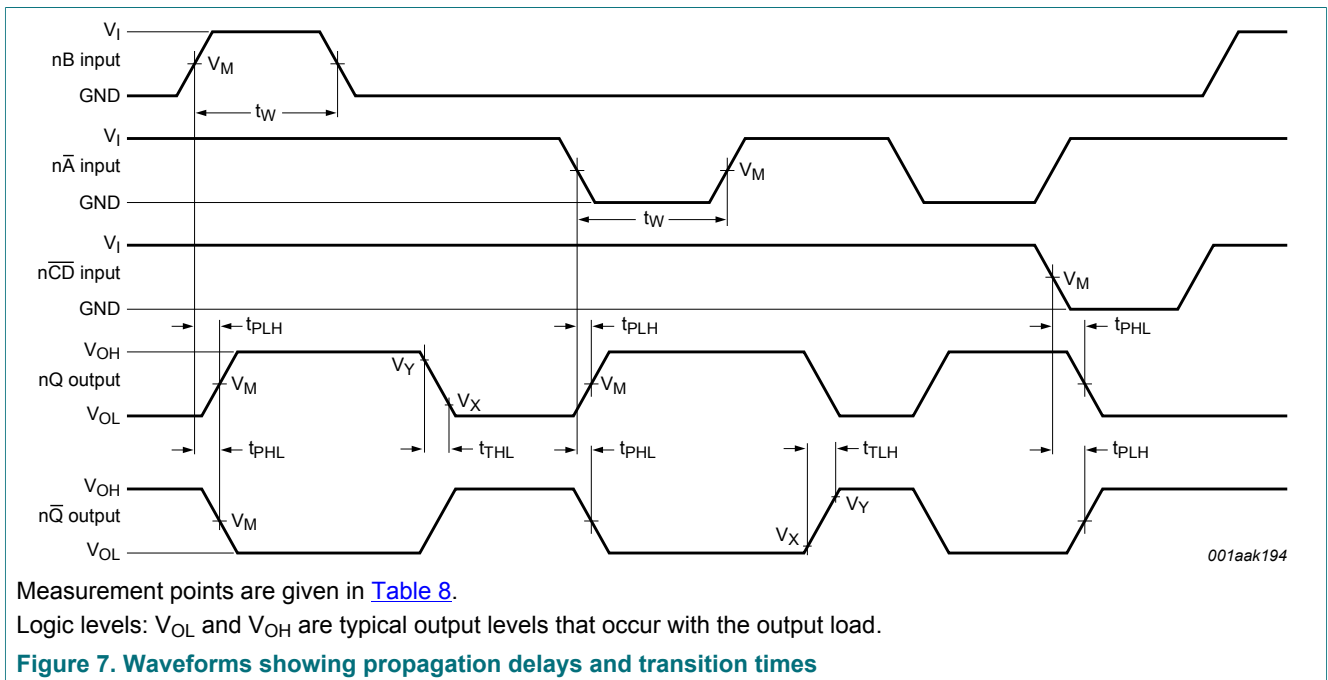 V_I
nB input
V_M
GND
t_W
V_I
nA̅ input
V_M
GND
t_W
V_I
nC̅D̅ input
V_M
GND
t_PLH
t_PLH
t_PHL
V_OH
V_Y
nQ output
V_M
V_X
V_M
V_OL
t_PHL
t_THL
t_PHL
t_TLH
t_PLH
V_OH
nQ̅ output
V_M
V_Y
V_X
V_OL
001aak194
Measurement points are given in Table 8.
Logic levels: V_OL and V_OH are typical output levels that occur with the output load.
Figure 7. Waveforms showing propagation delays and transition times